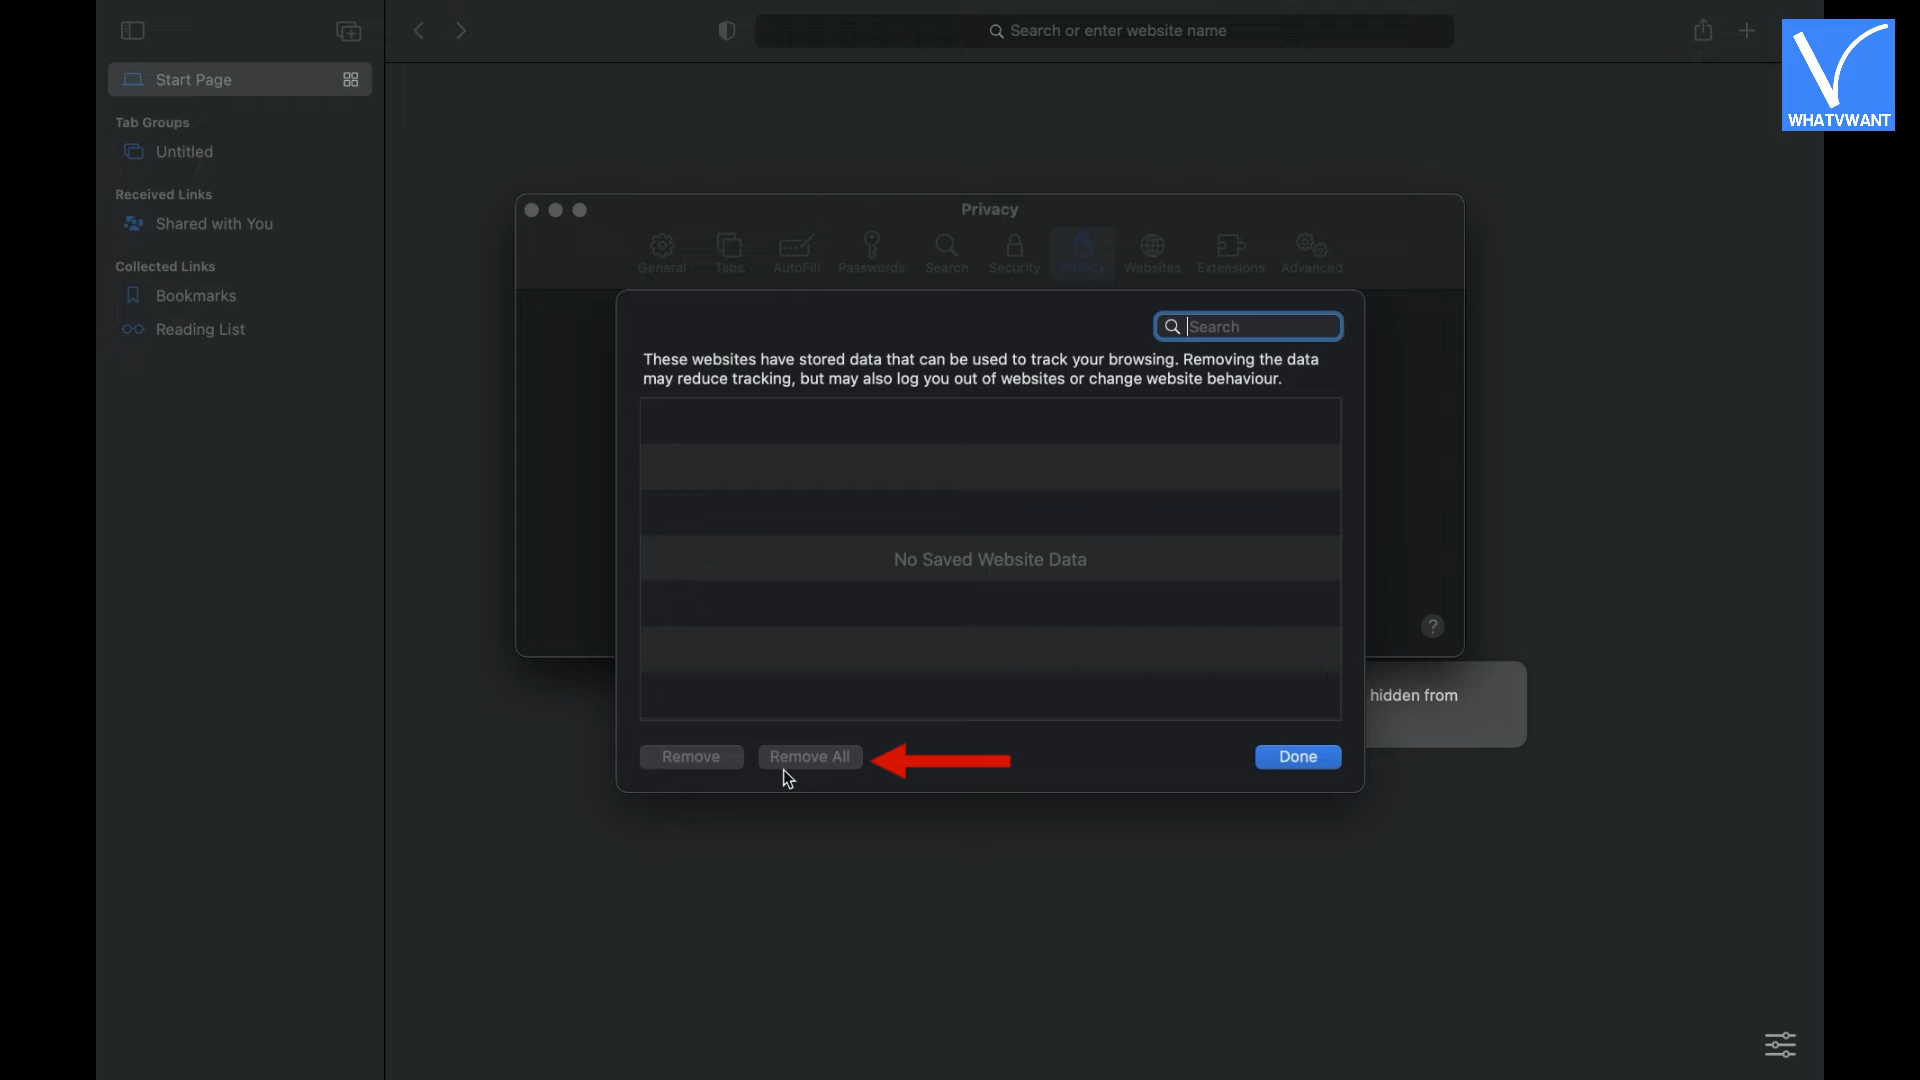 Search or enter website name
WHATVWANT
Start Page
Tab Groups
Untitled
Received Links
Shared with You
Collected Links
Bookmarks
Reading List
Privacy
General
Tabs
AutoFill
Passwords
Search
Security
Privacy
Websites
Extensions
Advanced
Search
These websites have stored data that can be used to track your browsing. Removing the data
may reduce tracking, but may also log you out of websites or change website behaviour.
No Saved Website Data
?
hidden from
Remove
Remove All
Done